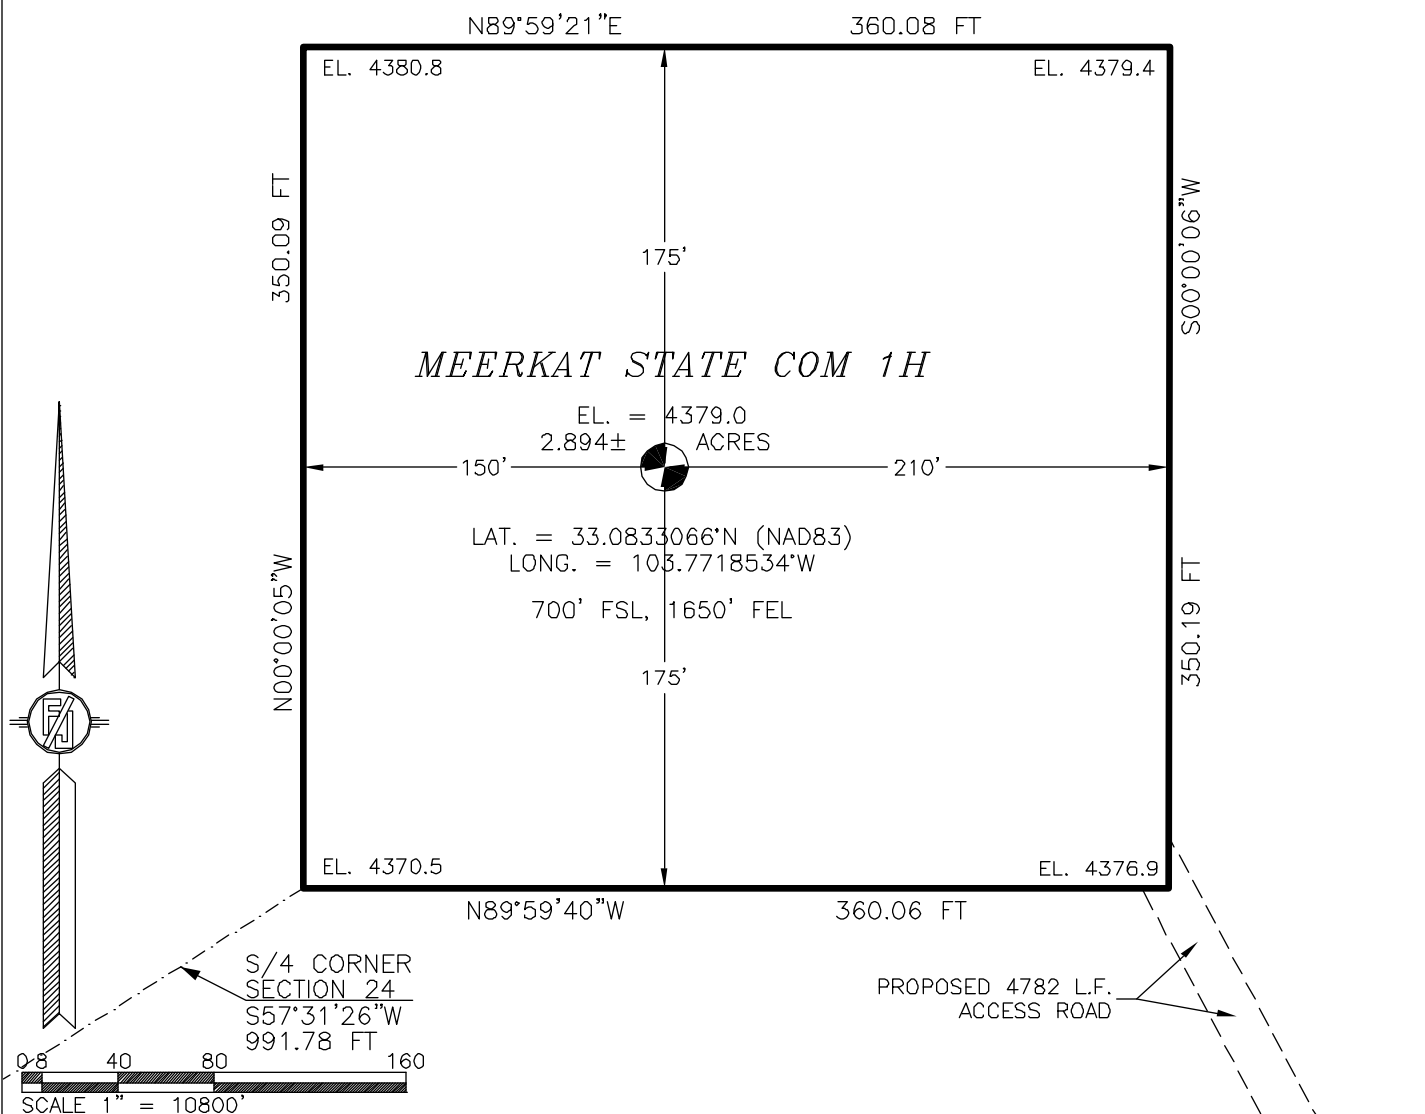 N89°59'21"E 360.08 FT
EL. 4380.8
EL. 4379.4
350.09 FT
S00°00'06"W
175'
MEERKAT STATE COM 1H
EL. = 4379.0
2.894± ACRES
150'
210'
LAT. = 33.0833066°N (NAD83)
LONG. = 103.7718534°W
700' FSL, 1650' FEL
N00°00'05"W
350.19 FT
175'
EL. 4370.5
EL. 4376.9
N89°59'40"W 360.06 FT
S/4 CORNER
SECTION 24
S57°31'26"W
991.78 FT
PROPOSED 4782 L.F.
ACCESS ROAD
0 8 40 80 160
SCALE 1" = 10800'